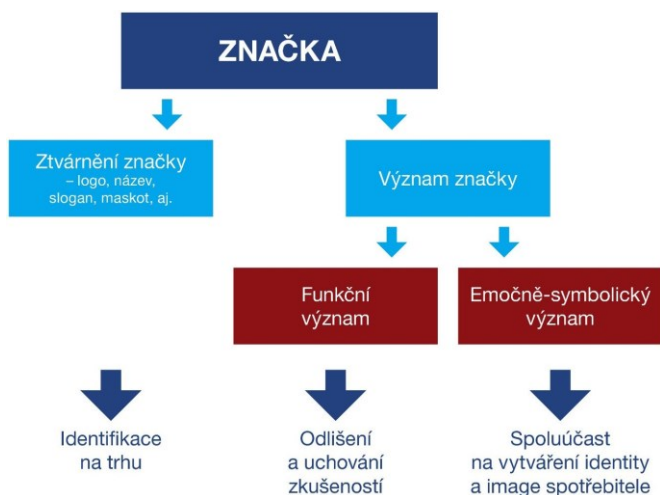 ZNAČKA
Ztvárnění značky
– logo, název,
slogan, maskot, aj.
Význam značky
Funkční
význam
Emočně-symbolický
význam
Identifikace
na trhu
Odlišení
a uchování
zkušeností
Spoluúčast
na vytváření identity
a image spotřebitele